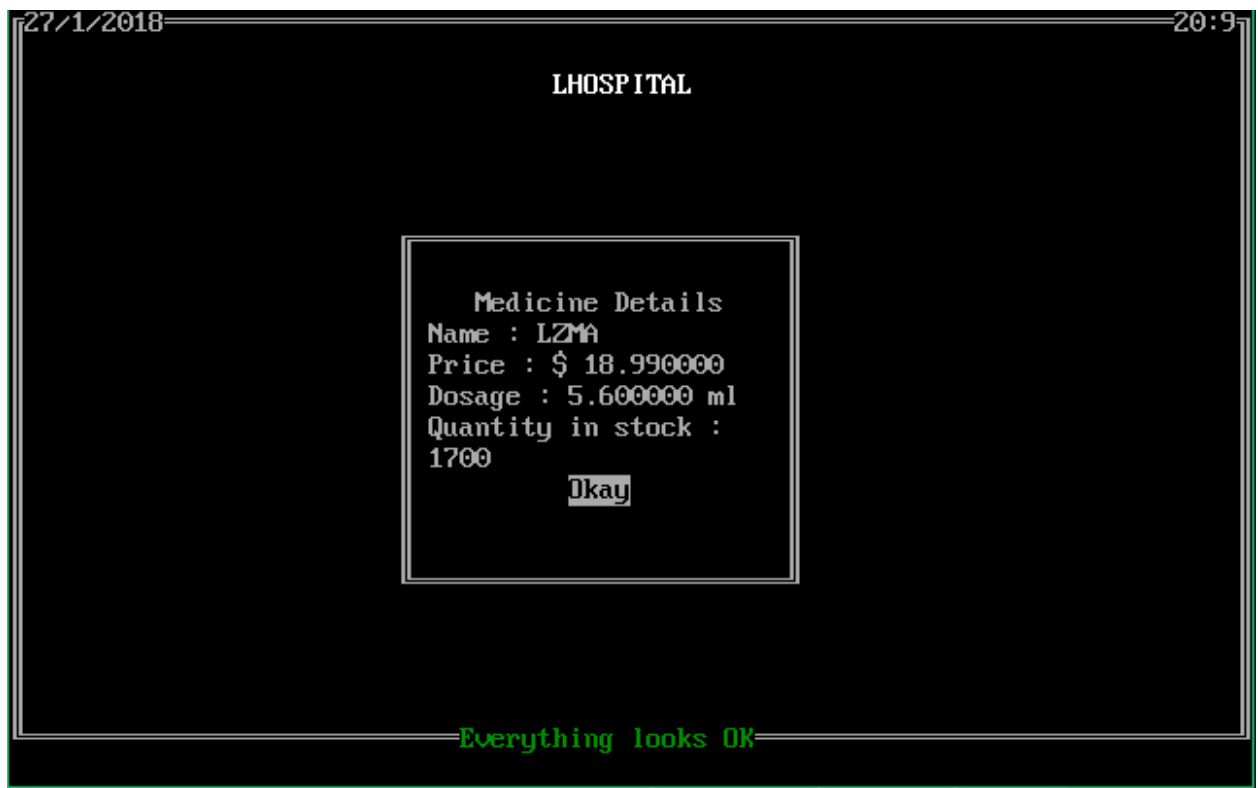 27/1/2018 20:9
LHOSPITAL
Medicine Details
Name : LZMA
Price : $ 18.990000
Dosage : 5.600000 ml
Quantity in stock :
1700
Okay
Everything looks OK